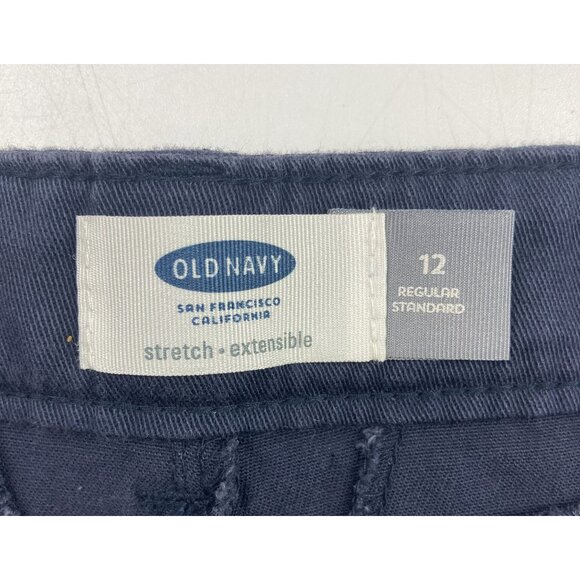 OLD NAVY
SAN FRANCISCO
CALIFORNIA
stretch • extensible
12
REGULAR
STANDARD